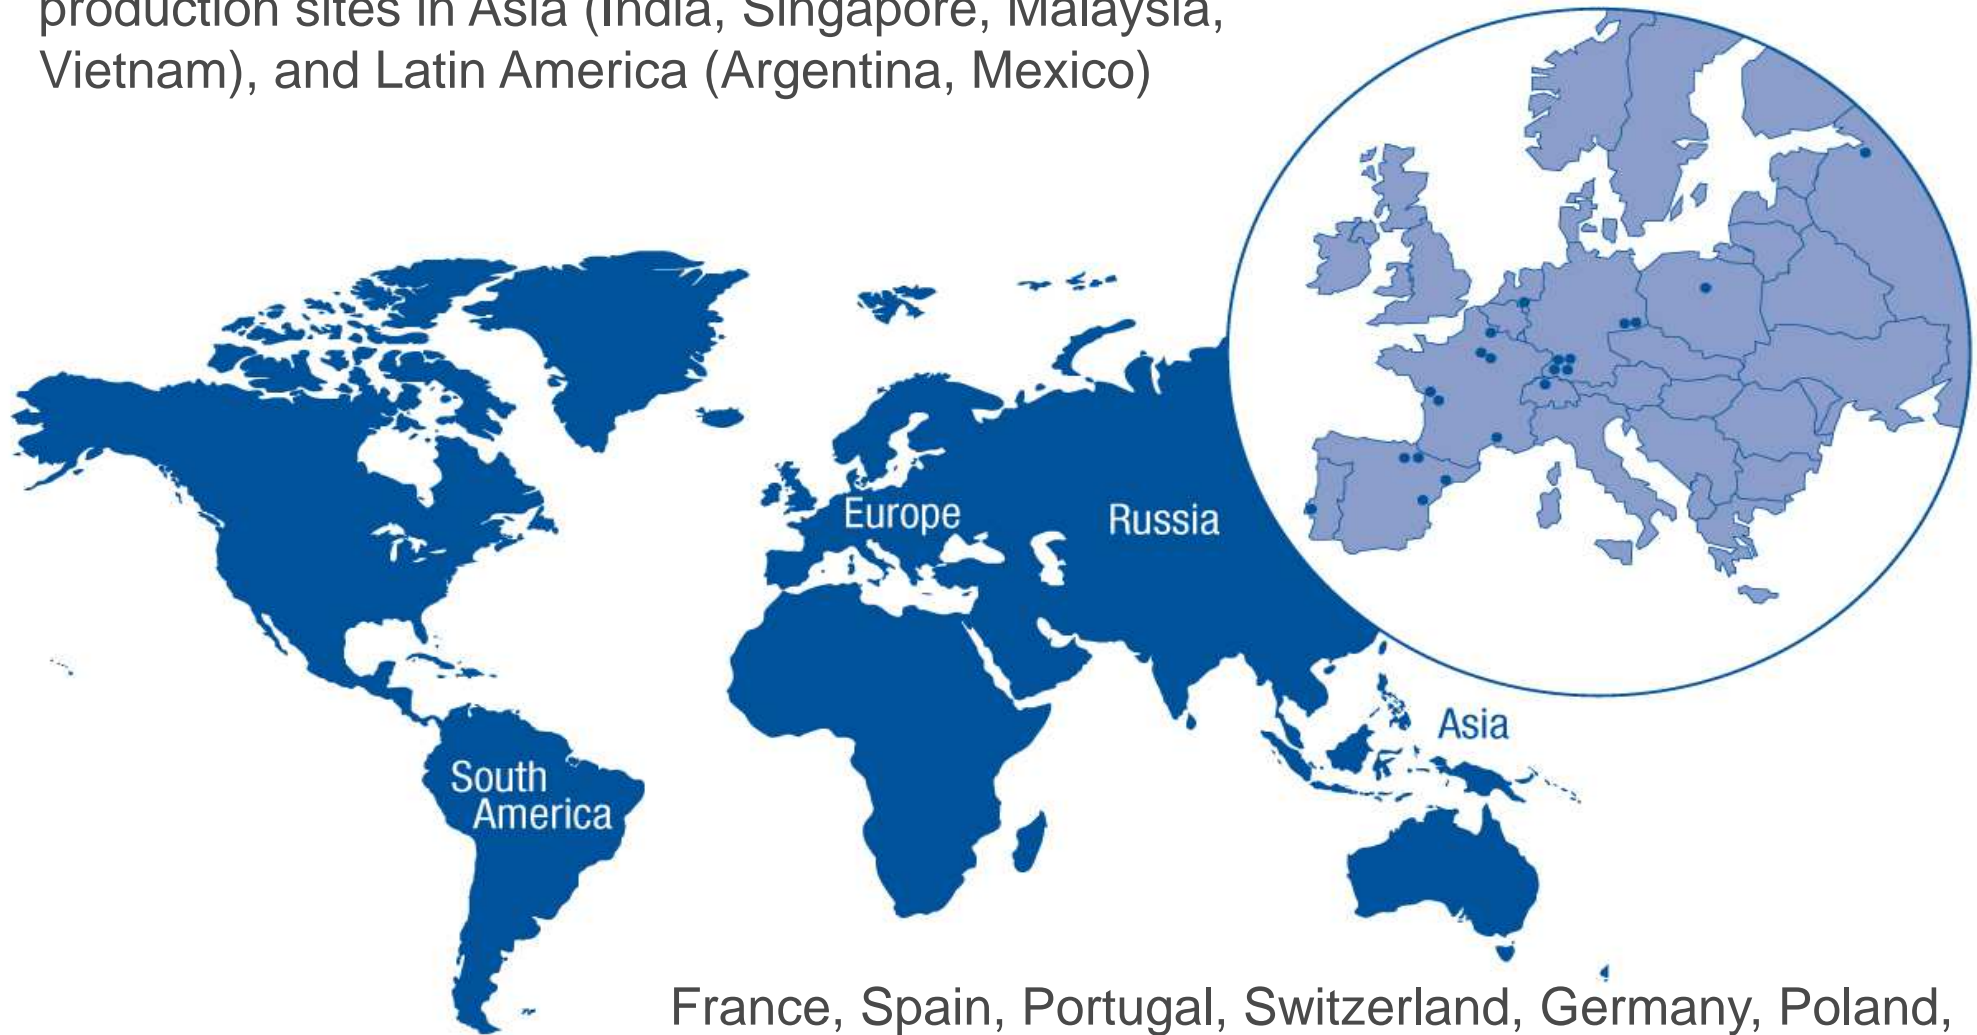 production sites in Asia (India, Singapore, Malaysia,
Vietnam), and Latin America (Argentina, Mexico)
Europe
Russia
Asia
South
America
France, Spain, Portugal, Switzerland, Germany, Poland,